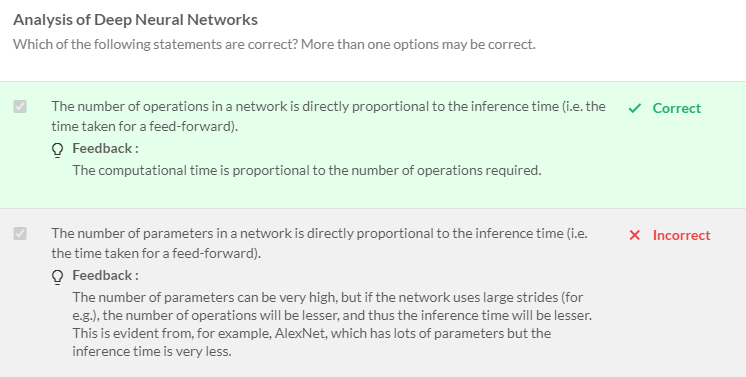 Analysis of Deep Neural Networks
Which of the following statements are correct? More than one options may be correct.
The number of operations in a network is directly proportional to the inference time (i.e. the
time taken for a feed-forward).
Correct
Feedback :
The computational time is proportional to the number of operations required.
The number of parameters in a network is directly proportional to the inference time (i.e.
the time taken for a feed-forward).
Incorrect
Feedback :
The number of parameters can be very high, but if the network uses large strides (for
e.g.), the number of operations will be lesser, and thus the inference time will be lesser.
This is evident from, for example, AlexNet, which has lots of parameters but the
inference time is very less.